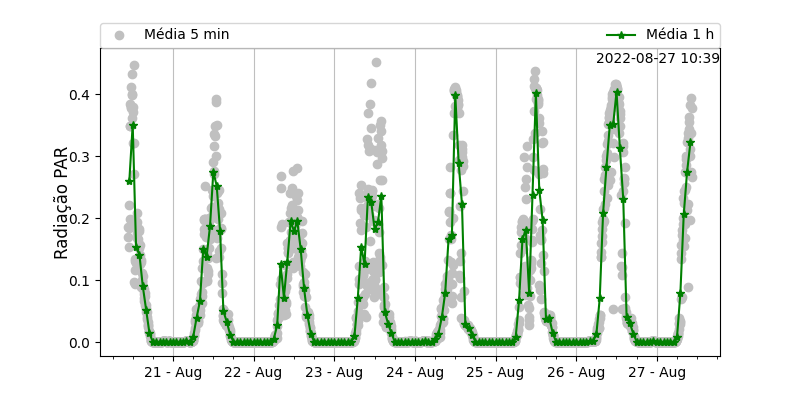 Média 5 min
Média 1 h
2022-08-27 10:39
Radiação PAR
0.4
0.3
0.2
0.1
0.0
21 - Aug
22 - Aug
23 - Aug
24 - Aug
25 - Aug
26 - Aug
27 - Aug